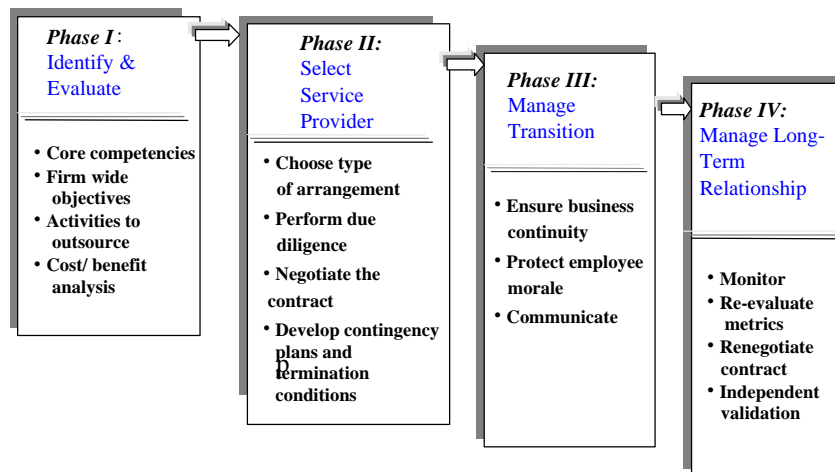 Phase I:
Identify &
Evaluate
• Core competencies
• Firm wide
objectives
• Activities to
outsource
• Cost/ benefit
analysis
Phase II:
Select
Service
Provider
• Choose type
of arrangement
• Perform due
diligence
• Negotiate the
contract
• Develop contingency
plans and
p
termination
conditions
Phase III:
Manage
Transition
• Ensure business
continuity
• Protect employee
morale
• Communicate
Phase IV:
Manage Long-
Term
Relationship
• Monitor
• Re-evaluate
metrics
• Renegotiate
contract
• Independent
validation